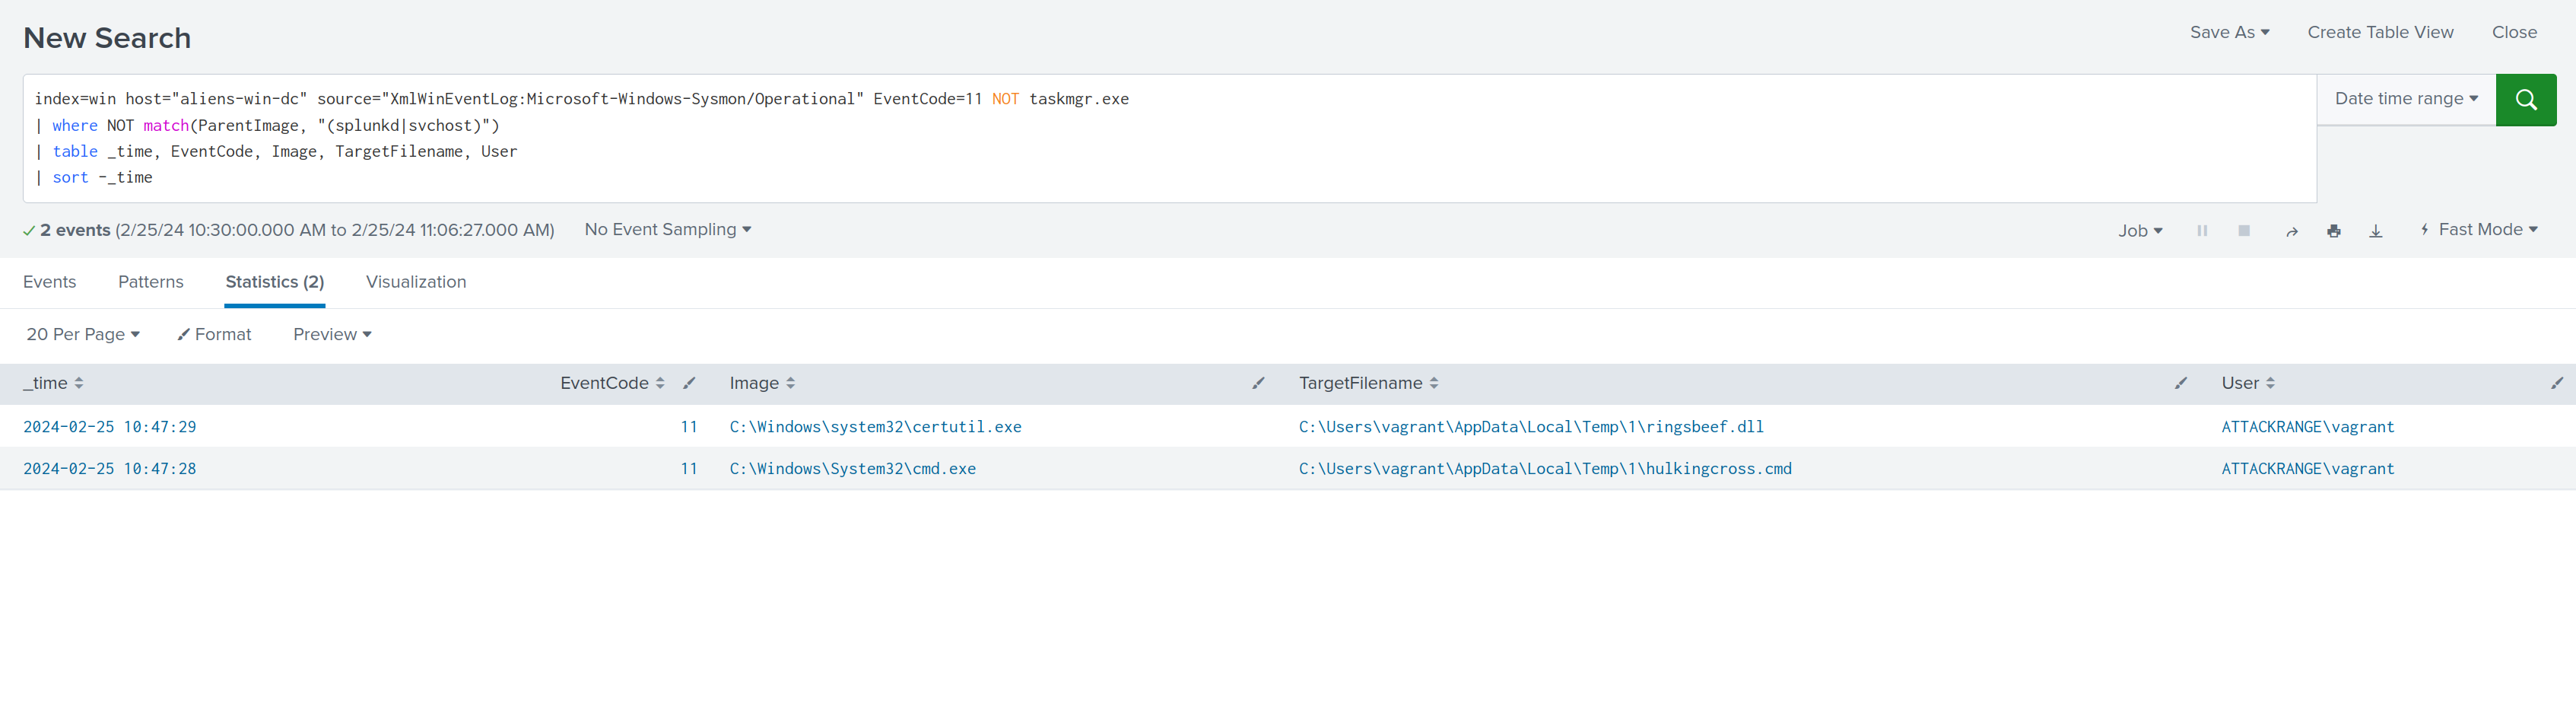 New Search
Save As
Create Table View
Close
index=win host="aliens-win-dc" source="XmlWinEventLog:Microsoft-Windows-Sysmon/Operational" EventCode=11 NOT taskmgr.exe
| where NOT match(ParentImage, "(splunkd|svchost)")
| table _time, EventCode, Image, TargetFilename, User
| sort -_time
Date time range
2 events (2/25/24 10:30:00.000 AM to 2/25/24 11:06:27.000 AM)
No Event Sampling
Job
Fast Mode
Events
Patterns
Statistics (2)
Visualization
20 Per Page
Format
Preview
_time EventCode Image TargetFilename User
2024-02-25 10:47:29 11 C:\Windows\system32\certutil.exe C:\Users\vagrant\AppData\Local\Temp\1\ringsbeef.dll ATTACKRANGE\vagrant
2024-02-25 10:47:28 11 C:\Windows\System32\cmd.exe C:\Users\vagrant\AppData\Local\Temp\1\hulkingcross.cmd ATTACKRANGE\vagrant